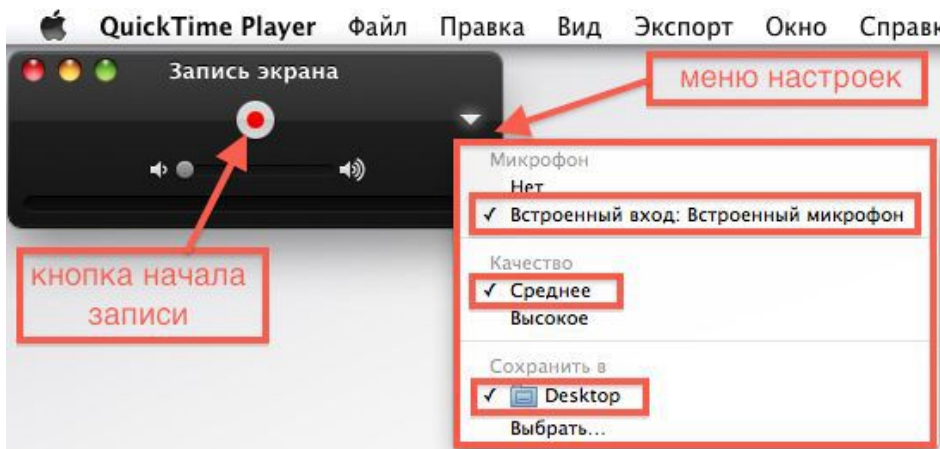 QuickTime Player Файл Правка Вид Экспорт Окно Справк
Запись экрана
меню настроек
Микрофон
Нет
✓ Встроенный вход: Встроенный микрофон
кнопка начала
записи
Качество
✓ Среднее
Высокое
Сохранить в
✓ Desktop
Выбрать...